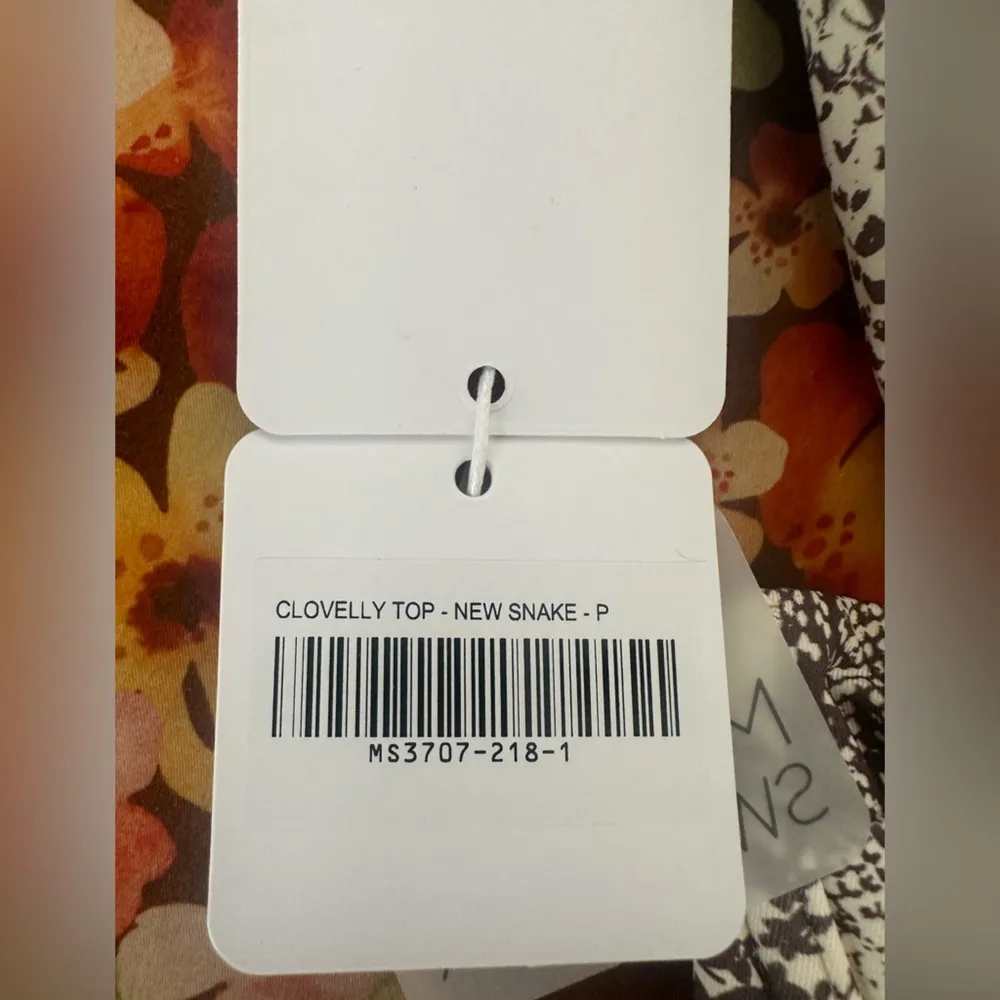 CLOVELLY TOP - NEW SNAKE - P
MS3707-218-1